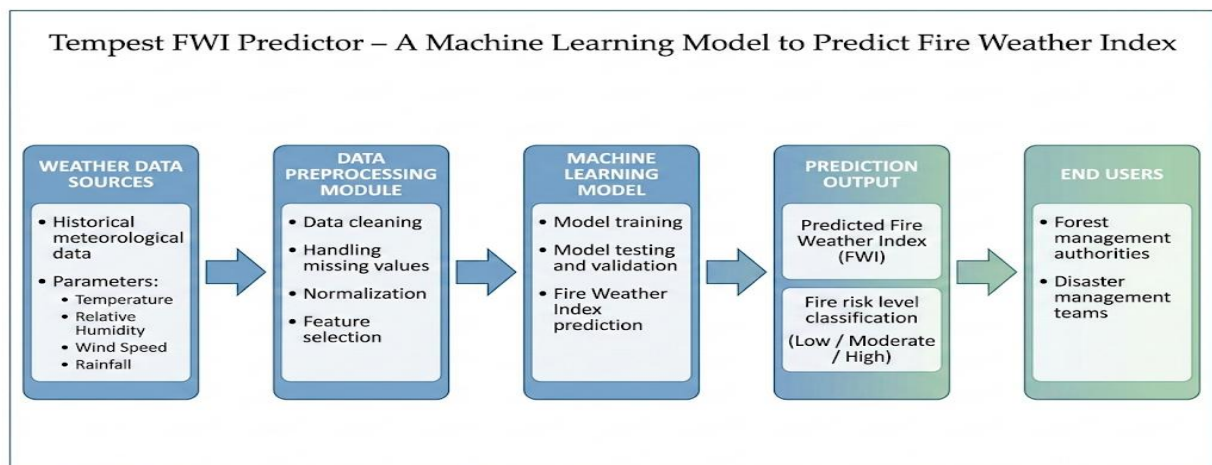 Tempest FWI Predictor – A Machine Learning Model to Predict Fire Weather Index
WEATHER DATA
SOURCES
• Historical
meteorological
data
• Parameters:
• Temperature
• Relative
Humidity
• Wind Speed
• Rainfall
DATA
PREPROCESSING
MODULE
• Data cleaning
• Handling
missing values
• Normalization
• Feature
selection
MACHINE
LEARNING
MODEL
• Model training
• Model testing
and validation
• Fire Weather
Index
prediction
PREDICTION
OUTPUT
Predicted Fire
Weather Index
(FWI)
Fire risk level
classification
(Low / Moderate
/ High)
END USERS
• Forest
management
authorities
• Disaster
management
teams